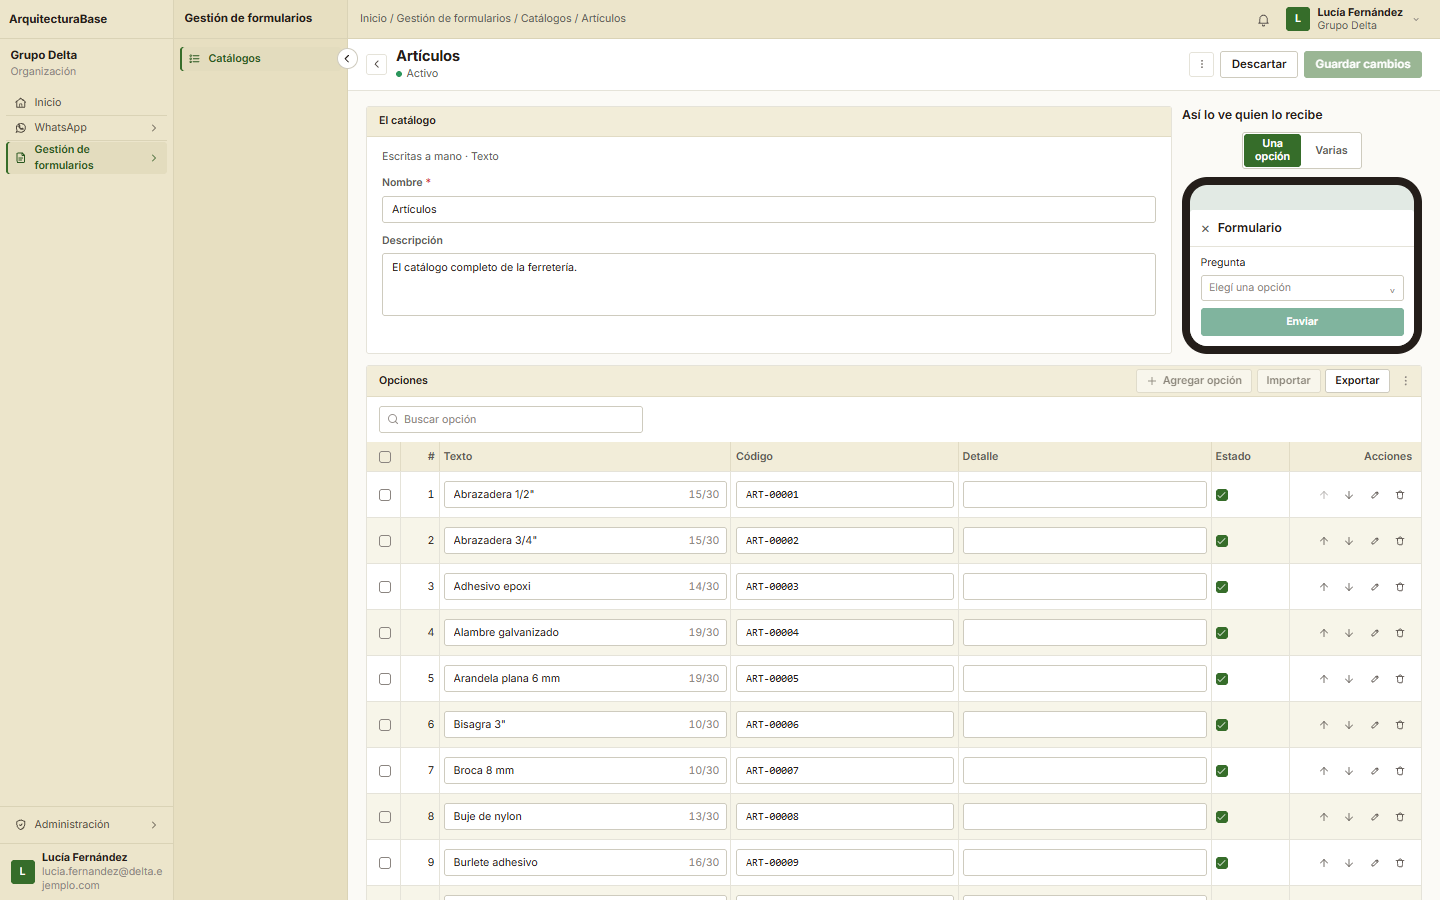 ArquitecturaBase
Grupo Delta
Organización
Inicio
WhatsApp
Gestión de
formularios
Administración
Lucía Fernández
lucia.fernandez@delta.e
jemplo.com
Gestión de formularios
Catálogos
Inicio / Gestión de formularios / Catálogos / Artículos
L
Lucía Fernández
Grupo Delta
Artículos
Activo
Descartar
Guardar cambios
El catálogo
Escritas a mano · Texto
Nombre *
Artículos
Descripción
El catálogo completo de la ferretería.
Así lo ve quien lo recibe
Una
opción
Varias
Formulario
Pregunta
Elegí una opción
Enviar
Opciones
Agregar opción
Importar
Exportar
Buscar opción
# Texto Código Detalle Estado Acciones
1 Abrazadera 1/2" 15/30 ART-00001
2 Abrazadera 3/4" 15/30 ART-00002
3 Adhesivo epoxi 14/30 ART-00003
4 Alambre galvanizado 19/30 ART-00004
5 Arandela plana 6 mm 19/30 ART-00005
6 Bisagra 3" 10/30 ART-00006
7 Broca 8 mm 10/30 ART-00007
8 Buje de nylon 13/30 ART-00008
9 Burlete adhesivo 16/30 ART-00009
L